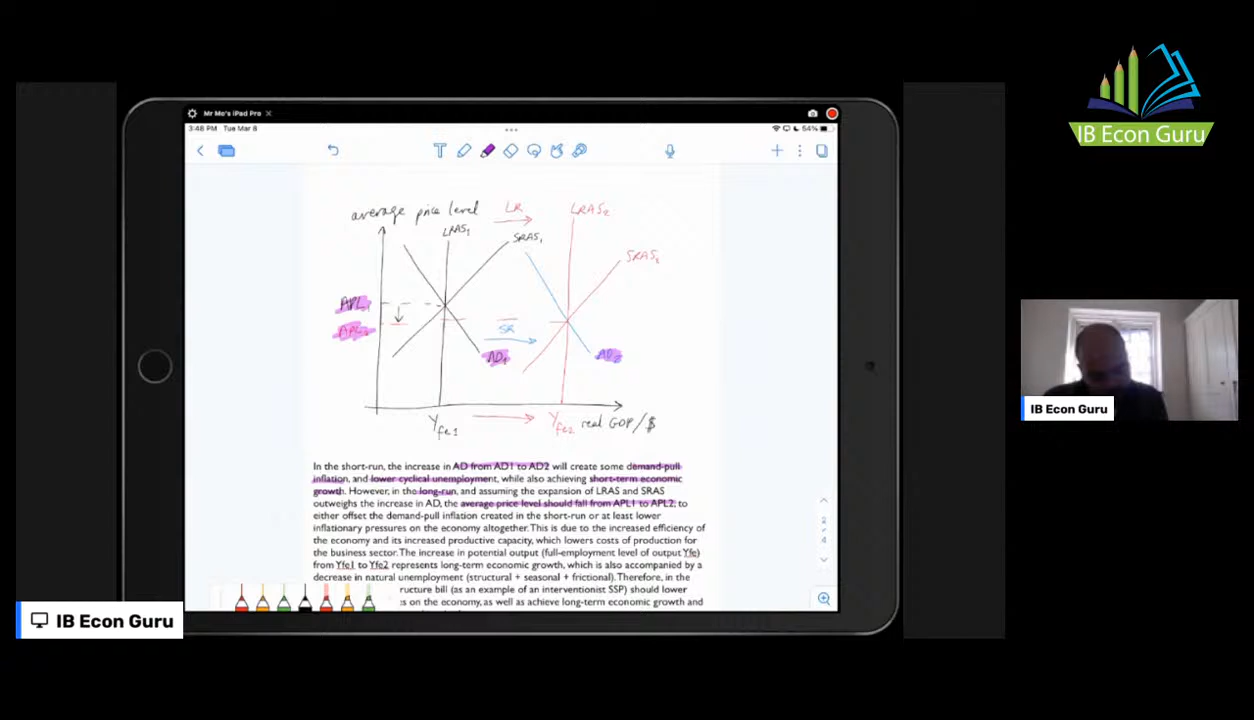 IB Econ Guru
Mr Mo's iPad Pro
3:48 PM Tue Mar 8
54%
T
average price level
LR
LRAS2
LRAS1
SRAS1
SRAS2
APL1
APL2
SR
AD1
AD2
Yfe1
Yfe2 real GDP/$
In the short-run, the increase in AD from AD1 to AD2 will create some demand-pull
inflation, and lower cyclical unemployment, while also achieving short-term economic
growth. However, in the long-run, and assuming the expansion of LRAS and SRAS
outweighs the increase in AD, the average price level should fall from APL1 to APL2, to
either offset the demand-pull inflation created in the short-run or at least lower
inflationary pressures on the economy altogether. This is due to the increased efficiency of
the economy and its increased productive capacity, which lowers costs of production for
the business sector. The increase in potential output (full-employment level of output Yfe)
from Yfe1 to Yfe2 represents long-term economic growth, which is also accompanied by a
decrease in natural unemployment (structural + seasonal + frictional). Therefore, in the
ructure bill (as an example of an interventionist SSP) should lower
es on the economy, as well as achieve long-term economic growth and
IB Econ Guru
IB Econ Guru